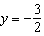 y = −3/2